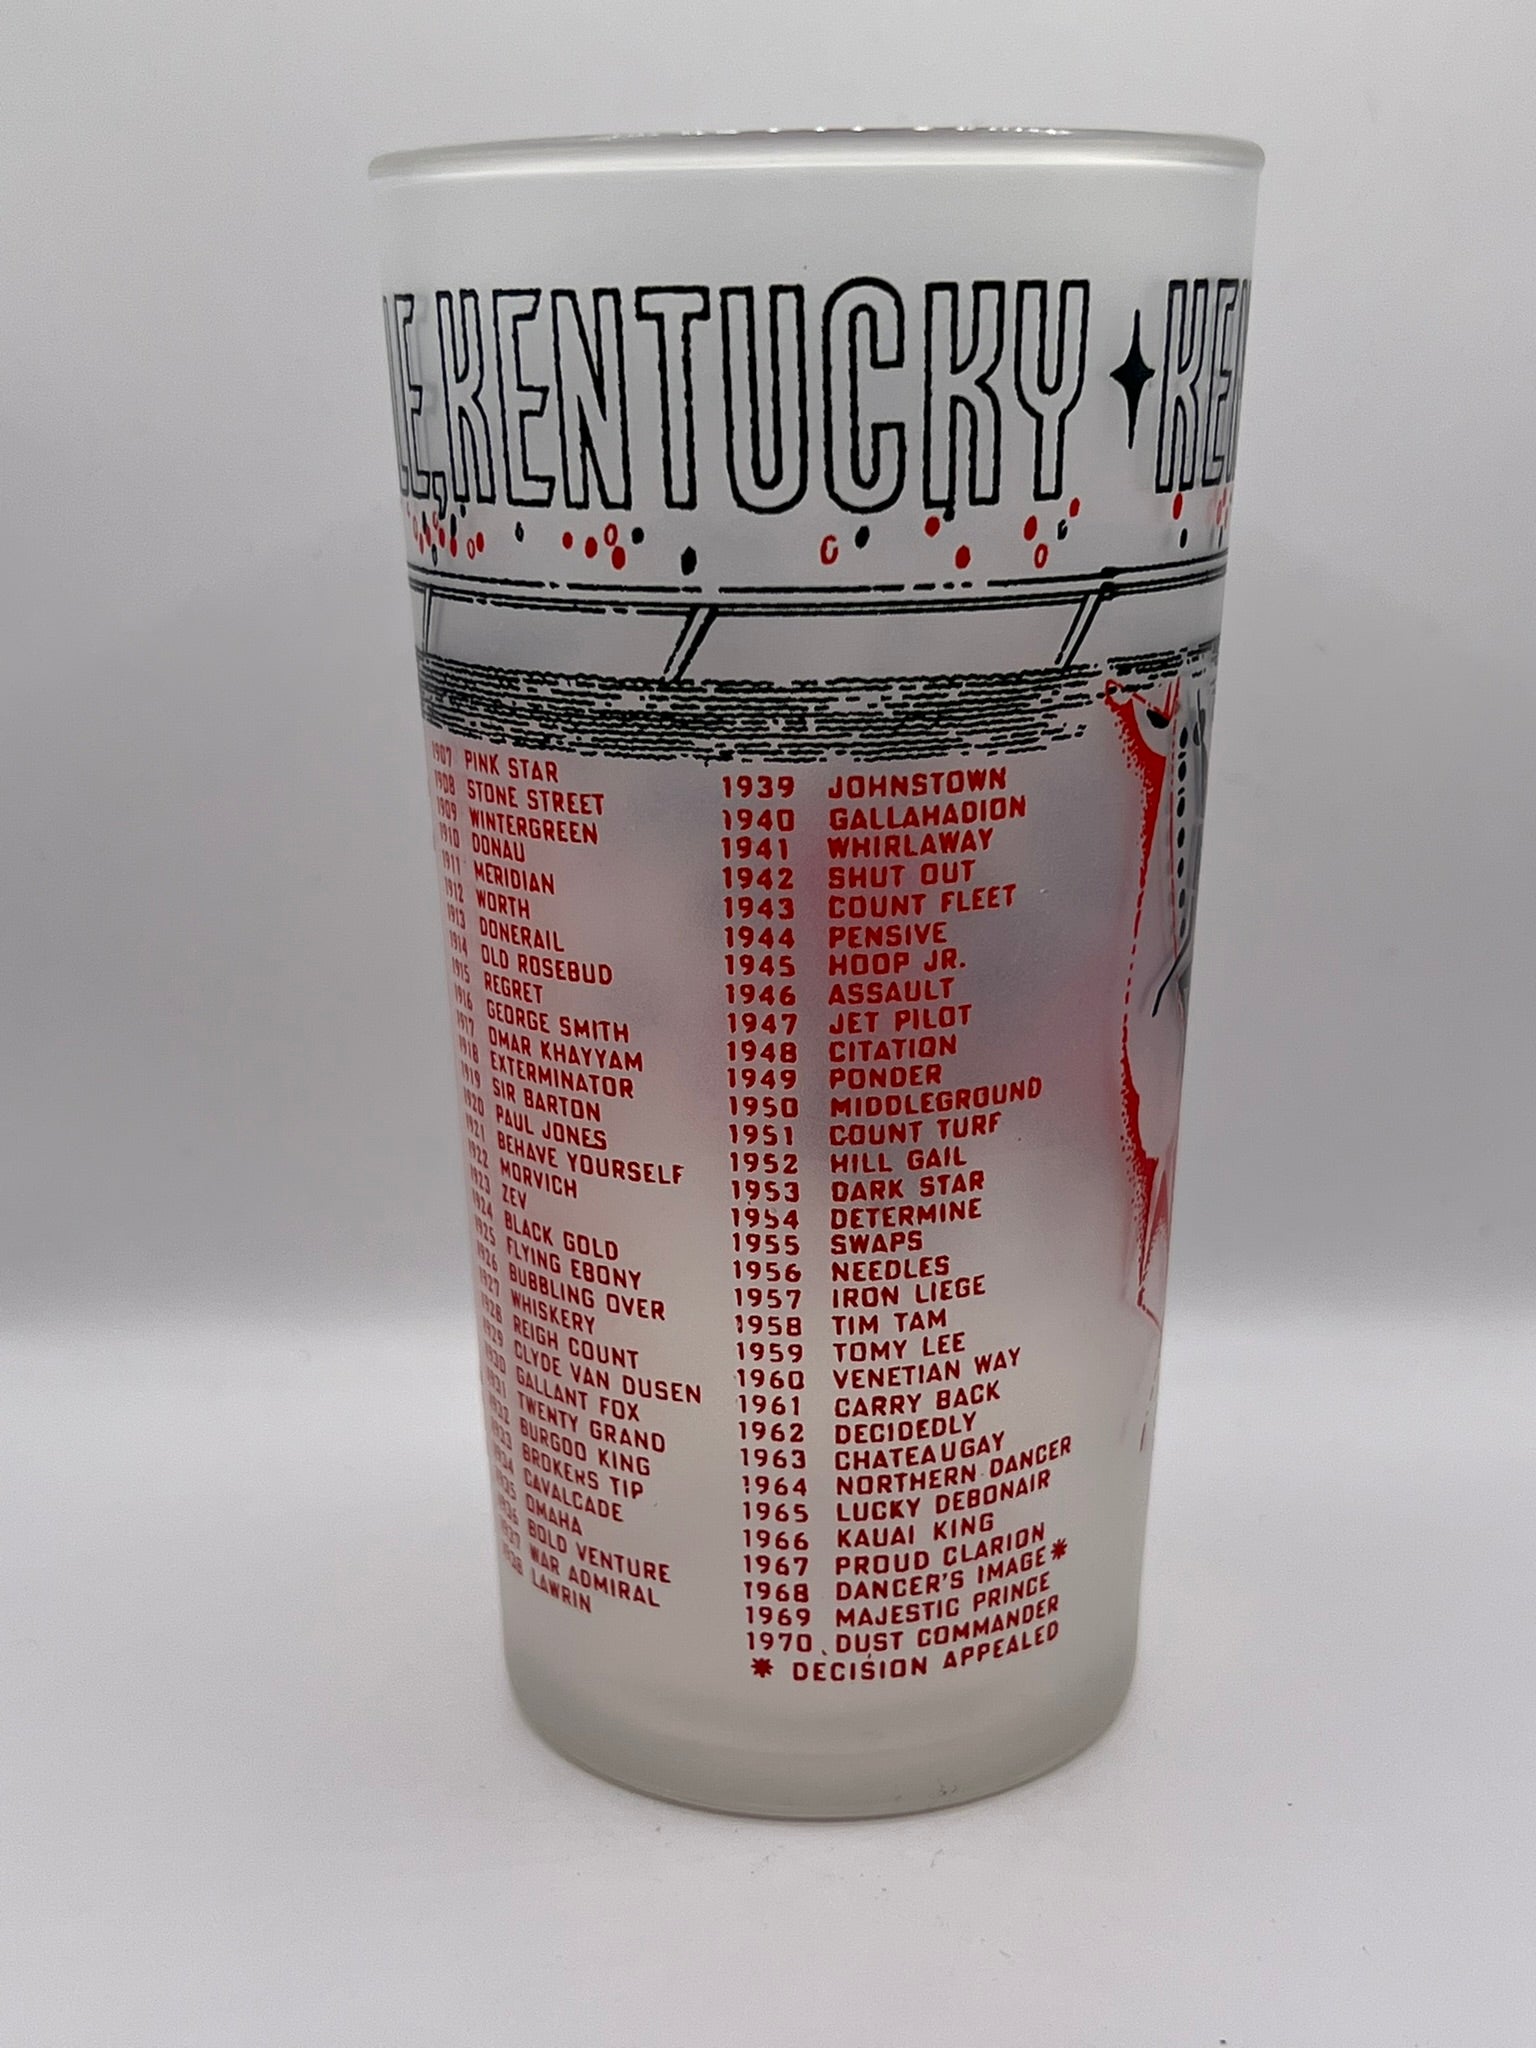 LE, KENTUCKY ✦ KEN
1907 PINK STAR
1908 STONE STREET
1909 WINTERGREEN
1910 DONAU
1911 MERIDIAN
1912 WORTH
1913 DONERAIL
1914 OLD ROSEBUD
1915 REGRET
1916 GEORGE SMITH
1917 OMAR KHAYYAM
1918 EXTERMINATOR
1919 SIR BARTON
1920 PAUL JONES
1921 BEHAVE YOURSELF
1922 MORVICH
1923 ZEV
1924 BLACK GOLD
1925 FLYING EBONY
1926 BUBBLING OVER
1927 WHISKERY
1928 REIGH COUNT
1929 CLYDE VAN DUSEN
1930 GALLANT FOX
1931 TWENTY GRAND
1932 BURGOO KING
1933 BROKERS TIP
1934 CAVALCADE
1935 OMAHA
1936 BOLD VENTURE
1937 WAR ADMIRAL
1938 LAWRIN
1939 JOHNSTOWN
1940 GALLAHADION
1941 WHIRLAWAY
1942 SHUT OUT
1943 COUNT FLEET
1944 PENSIVE
1945 HOOP JR.
1946 ASSAULT
1947 JET PILOT
1948 CITATION
1949 PONDER
1950 MIDDLEGROUND
1951 COUNT TURF
1952 HILL GAIL
1953 DARK STAR
1954 DETERMINE
1955 SWAPS
1956 NEEDLES
1957 IRON LIEGE
1958 TIM TAM
1959 TOMY LEE
1960 VENETIAN WAY
1961 CARRY BACK
1962 DECIDEDLY
1963 CHATEAUGAY
1964 NORTHERN DANCER
1965 LUCKY DEBONAIR
1966 KAUAI KING
1967 PROUD CLARION
1968 DANCER'S IMAGE*
1969 MAJESTIC PRINCE
1970 DUST COMMANDER
* DECISION APPEALED